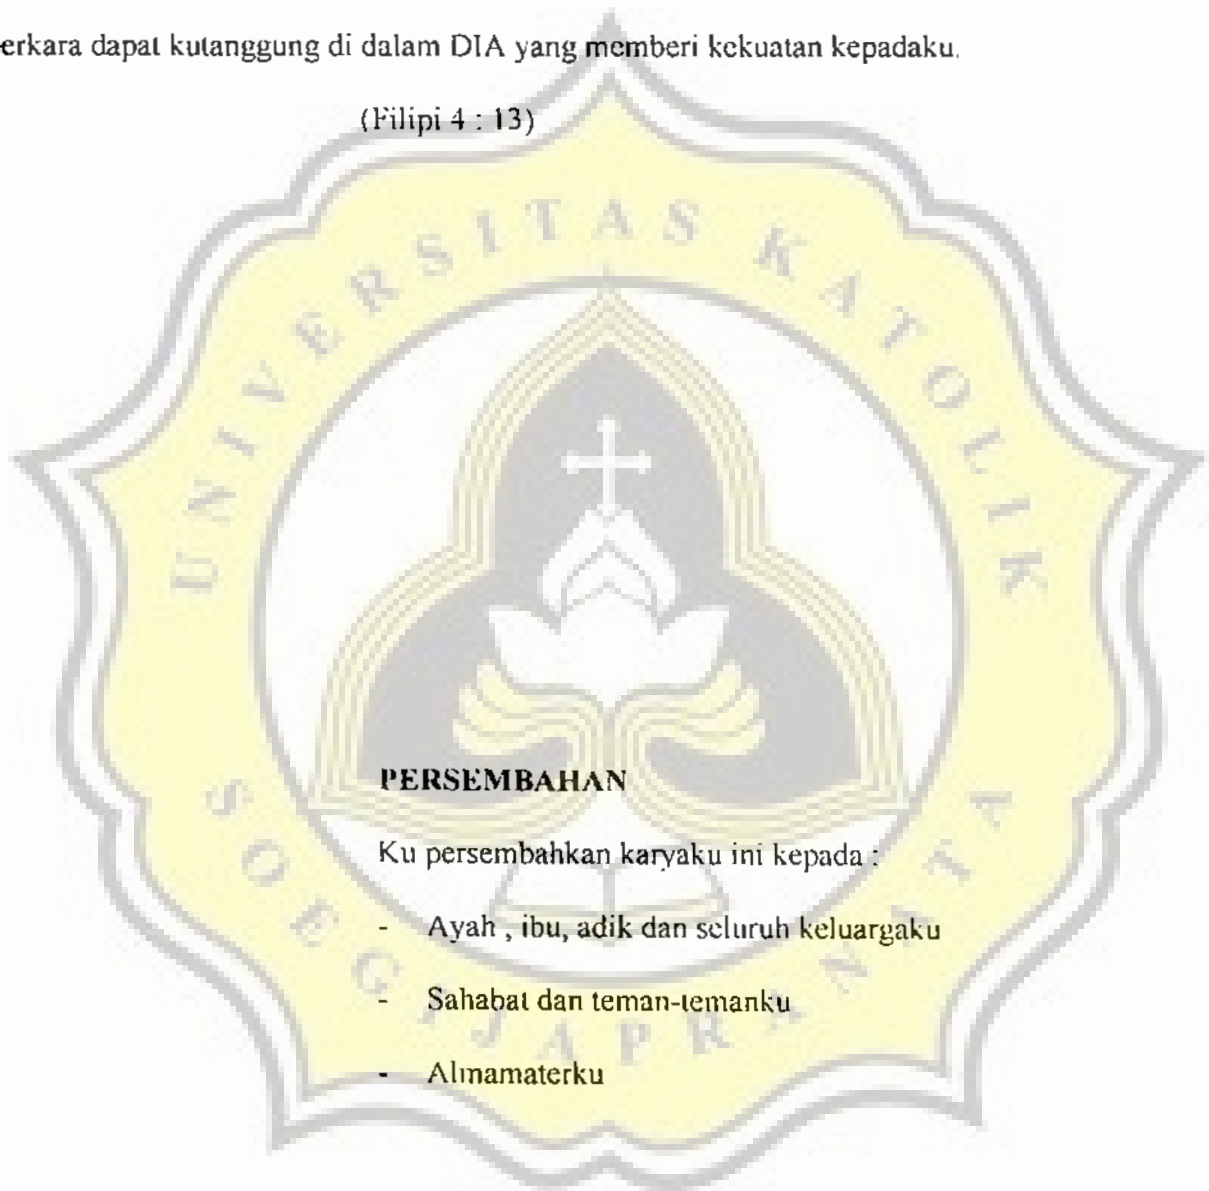 erkara dapat kutanggung di dalam DIA yang memberi kekuatan kepadaku.
(Filipi 4 : 13)
UNIVERSITAS KATOLIK
SOEGIJAPRANATA
PERSEMBAHAN
Ku persembahkan karyaku ini kepada :
- Ayah , ibu, adik dan seluruh keluargaku
- Sahabat dan teman-temanku
- Almamaterku